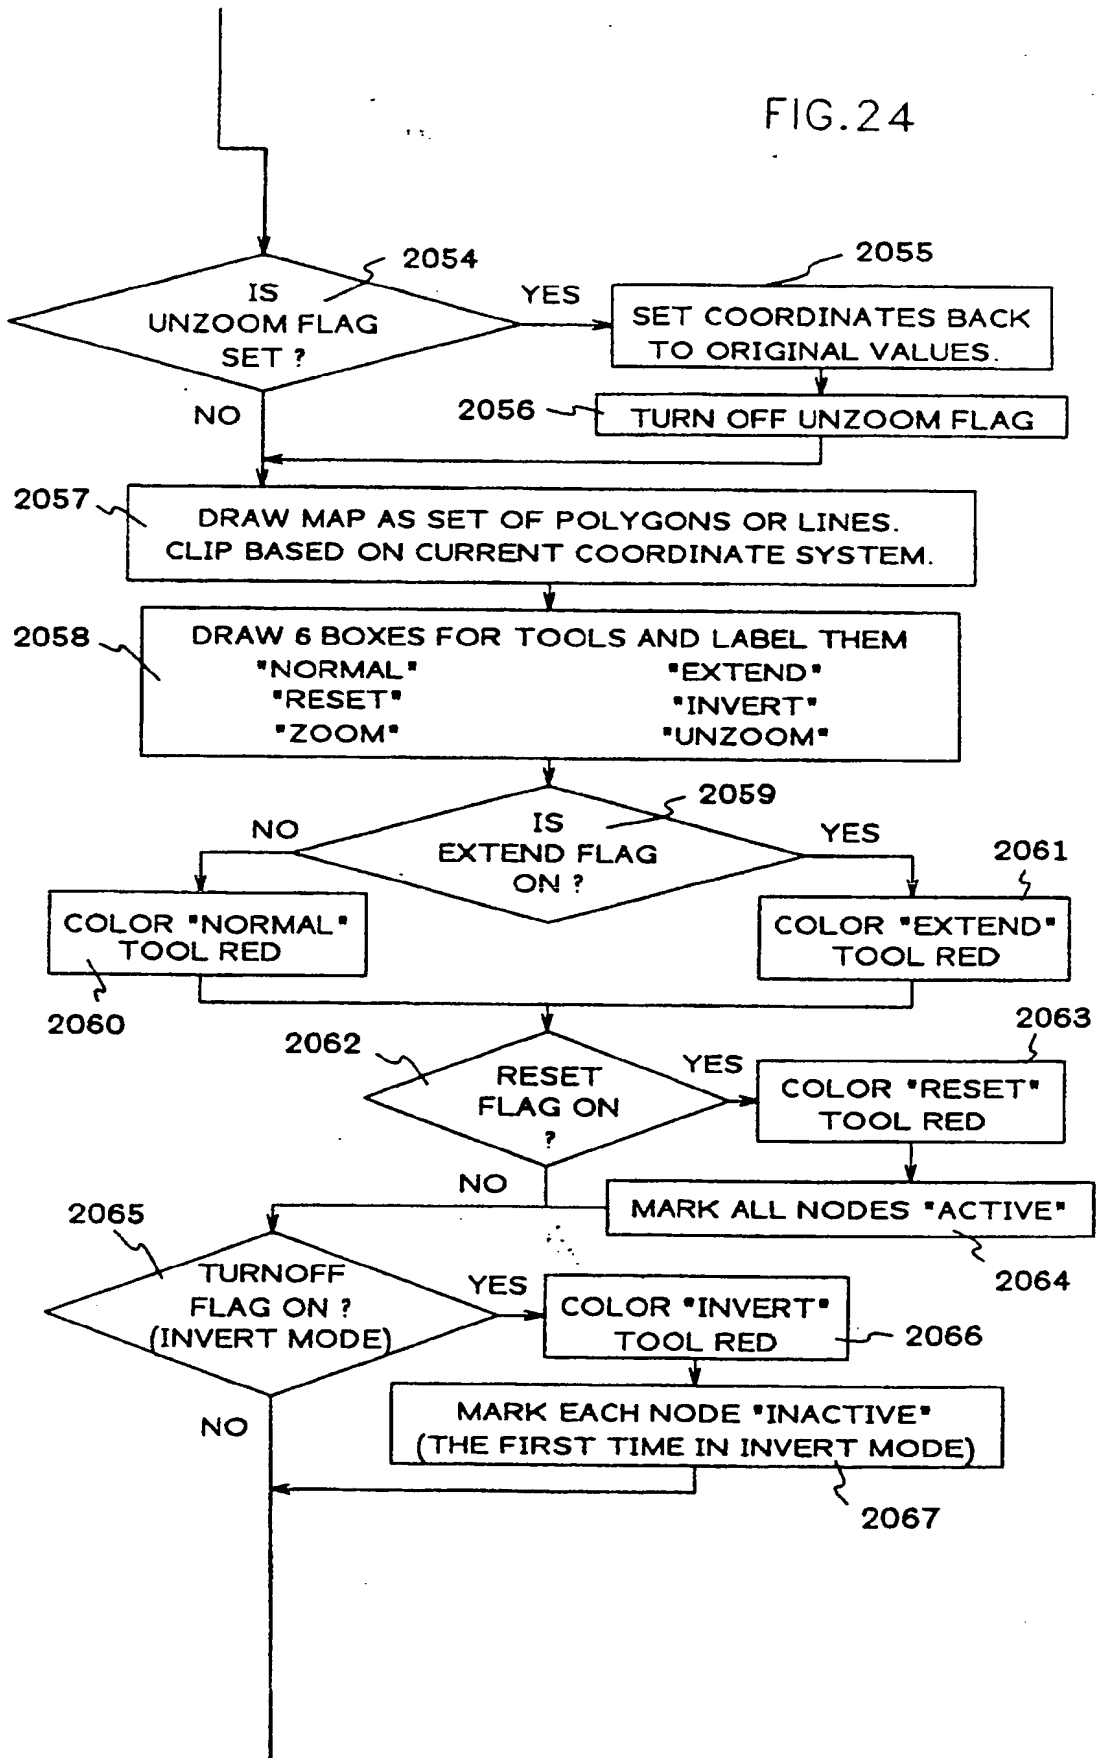 FIG.24
2054
2055
IS
UNZOOM FLAG
SET ?
YES
SET COORDINATES BACK
TO ORIGINAL VALUES.
NO
2056
TURN OFF UNZOOM FLAG
2057
DRAW MAP AS SET OF POLYGONS OR LINES.
CLIP BASED ON CURRENT COORDINATE SYSTEM.
2058
DRAW 6 BOXES FOR TOOLS AND LABEL THEM
"NORMAL" "EXTEND"
"RESET" "INVERT"
"ZOOM" "UNZOOM"
2059
NO
IS
EXTEND FLAG
ON ?
YES
2061
COLOR "NORMAL"
TOOL RED
COLOR "EXTEND"
TOOL RED
2060
2062
2063
RESET
FLAG ON
?
YES
COLOR "RESET"
TOOL RED
NO
MARK ALL NODES "ACTIVE"
2064
2065
TURNOFF
FLAG ON ?
(INVERT MODE)
YES
COLOR "INVERT"
TOOL RED
2066
NO
MARK EACH NODE "INACTIVE"
(THE FIRST TIME IN INVERT MODE)
2067